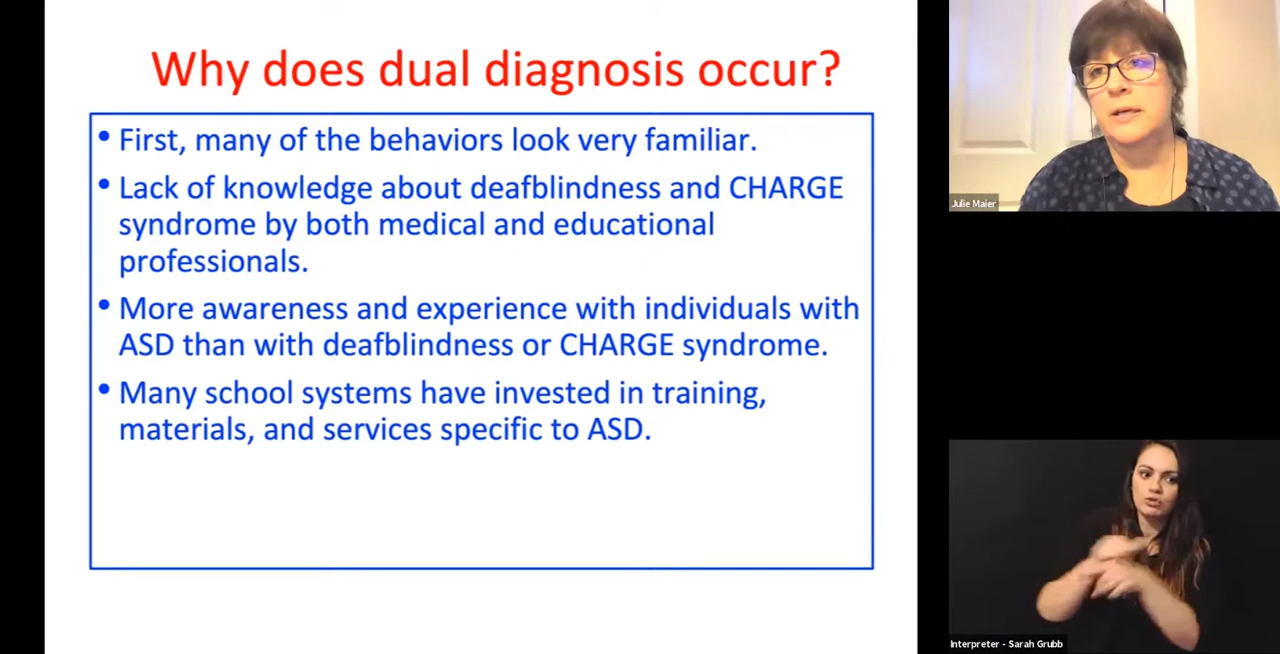 Why does dual diagnosis occur?
• First, many of the behaviors look very familiar.
• Lack of knowledge about deafblindness and CHARGE
syndrome by both medical and educational
professionals.
• More awareness and experience with individuals with
ASD than with deafblindness or CHARGE syndrome.
• Many school systems have invested in training,
materials, and services specific to ASD.
Julie Maier
Interpreter - Sarah Grubb